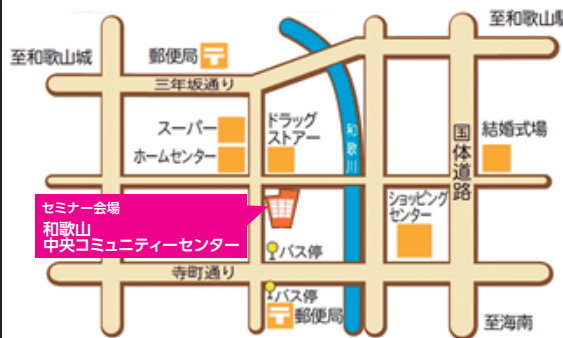 至和歌山駅
至和歌山城
郵便局
三年坂通り
スーパー
ホームセンター
ドラッグ
ストアー
和歌川
国体道路
結婚式場
セミナー会場
和歌山
中央コミュニティーセンター
ショッピング
センター
バス停
寺町通り
バス停
郵便局
至海南